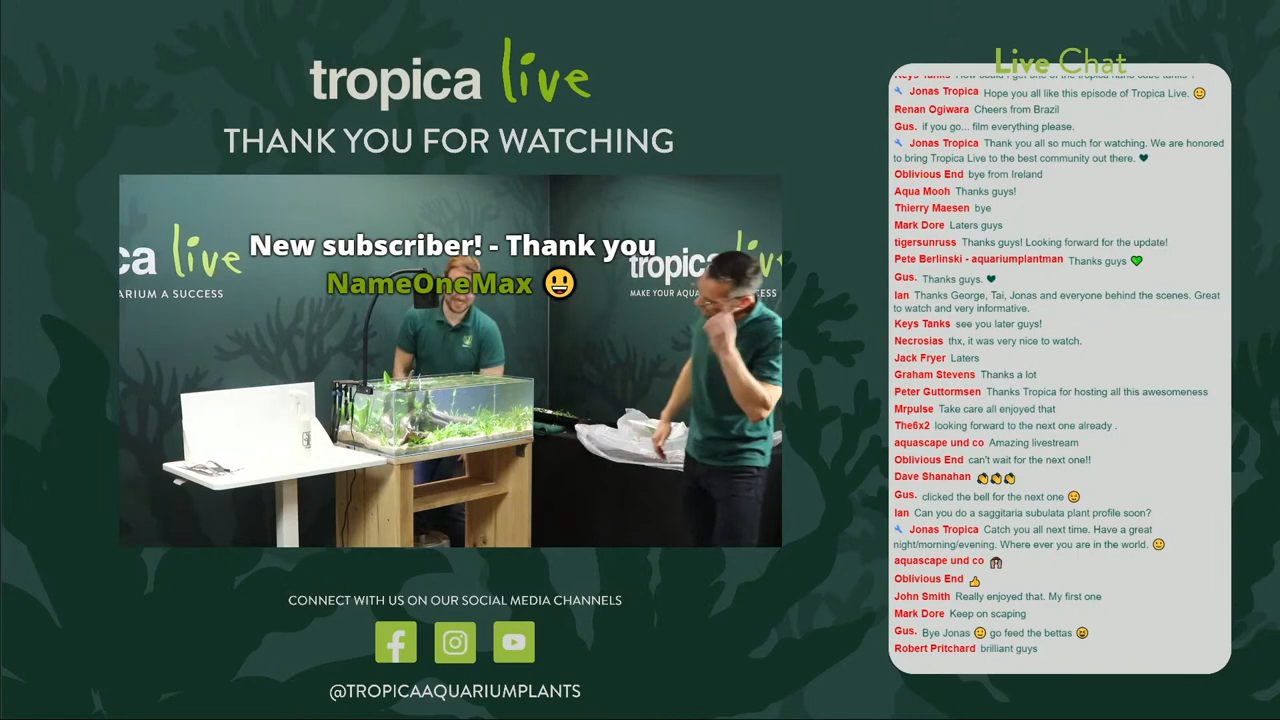 tropica live
THANK YOU FOR WATCHING
ca live
ARIUM A SUCCESS
New subscriber! - Thank you
NameOneMax 😃
tropica liv
MAKE YOUR AQUA ESS
CONNECT WITH US ON OUR SOCIAL MEDIA CHANNELS
@TROPICAAQUARIUMPLANTS
Live Chat
Jonas Tropica Hope you all like this episode of Tropica Live. 😊
Renan Ogiwara Cheers from Brazil
Gus. if you go... film everything please.
Jonas Tropica Thank you all so much for watching. We are honored
to bring Tropica Live to the best community out there. ♥
Oblivious End bye from Ireland
Aqua Mooh Thanks guys!
Thierry Maesen bye
Mark Dore Laters guys
tigersunruss Thanks guys! Looking forward for the update!
Pete Berlinski - aquariumplantman Thanks guys 💚
Gus. Thanks guys. ♥
Ian Thanks George, Tai, Jonas and everyone behind the scenes. Great
to watch and very informative.
Keys Tanks see you later guys!
Necrosias thx, it was very nice to watch.
Jack Fryer Laters
Graham Stevens Thanks a lot
Peter Guttormsen Thanks Tropica for hosting all this awesomeness
Mrpulse Take care all enjoyed that
The6x2 looking forward to the next one already .
aquascape und co Amazing livestream
Oblivious End can't wait for the next one!!
Dave Shanahan 👏👏👏
Gus. clicked the bell for the next one 😊
Ian Can you do a saggitaria subulata plant profile soon?
Jonas Tropica Catch you all next time. Have a great
night/morning/evening. Where ever you are in the world. 😊
aquascape und co
Oblivious End 👍
John Smith Really enjoyed that. My first one
Mark Dore Keep on scaping
Gus. Bye Jonas 😊 go feed the bettas 😄
Robert Pritchard brilliant guys